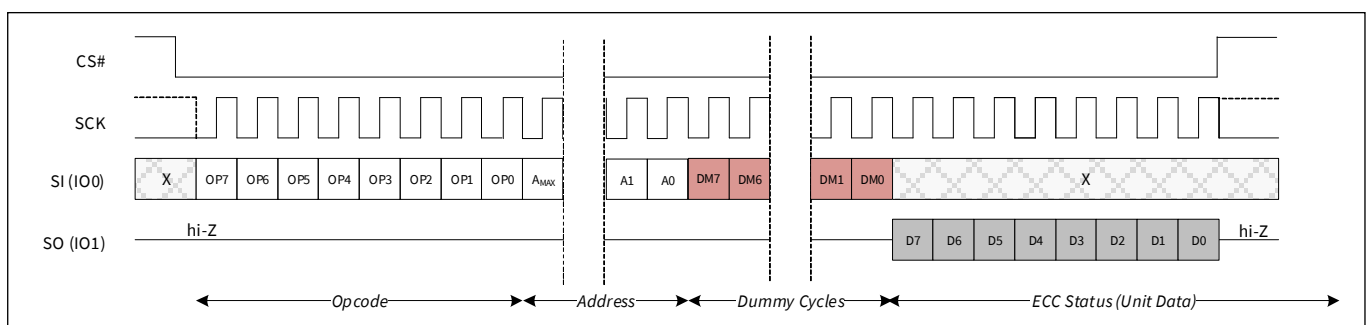 CS#
SCK
SI (IO0) X OP7 OP6 OP5 OP4 OP3 OP2 OP1 OP0 AMAX A1 A0 DM7 DM6 DM1 DM0 X
hi-Z
SO (IO1) D7 D6 D5 D4 D3 D2 D1 D0 hi-Z
Opcode Address Dummy Cycles ECC Status (Unit Data)